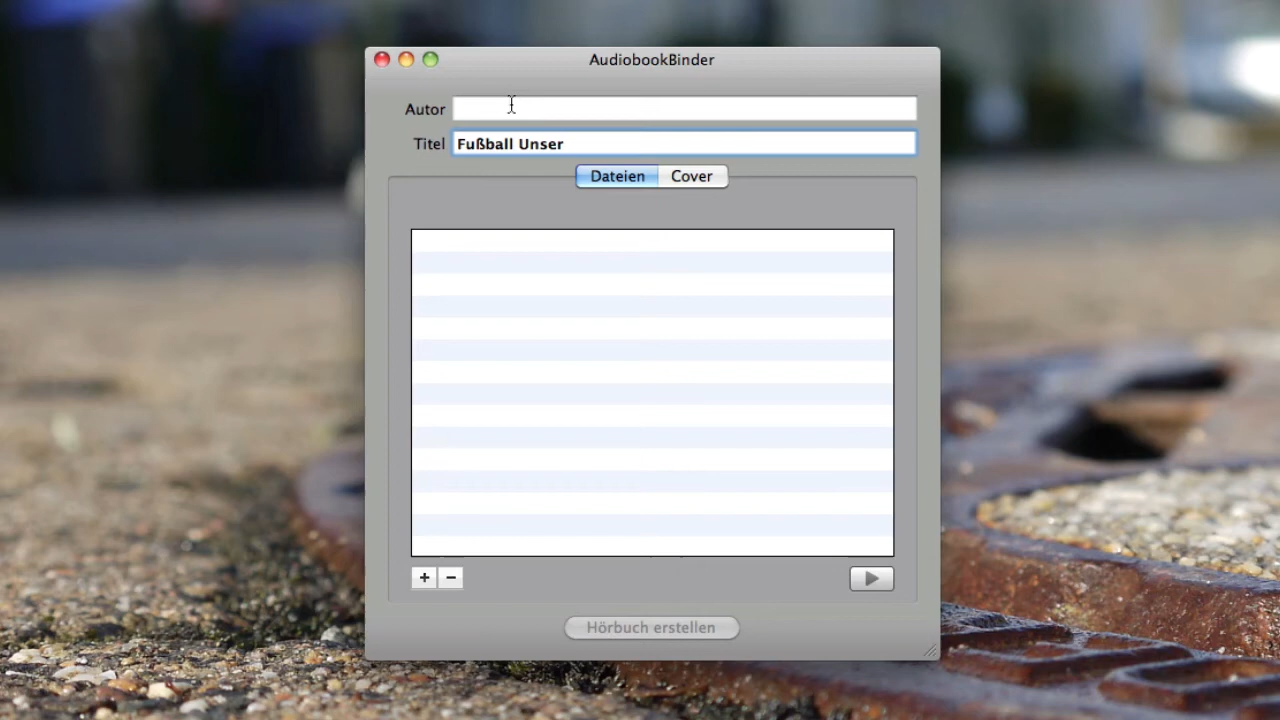 AudiobookBinder
Autor
Titel Fußball Unser
Dateien Cover
Hörbuch erstellen